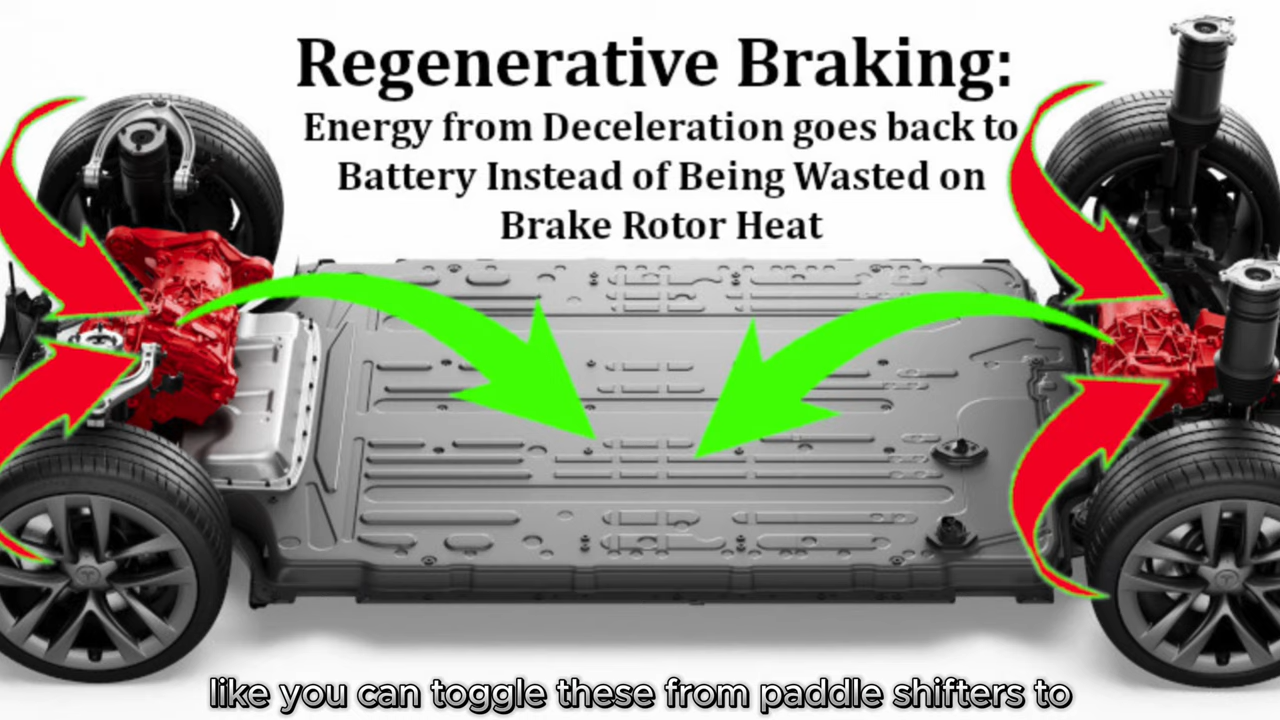 Regenerative Braking:
Energy from Deceleration goes back to
Battery Instead of Being Wasted on
Brake Rotor Heat
like you can toggle these from paddle shifters to